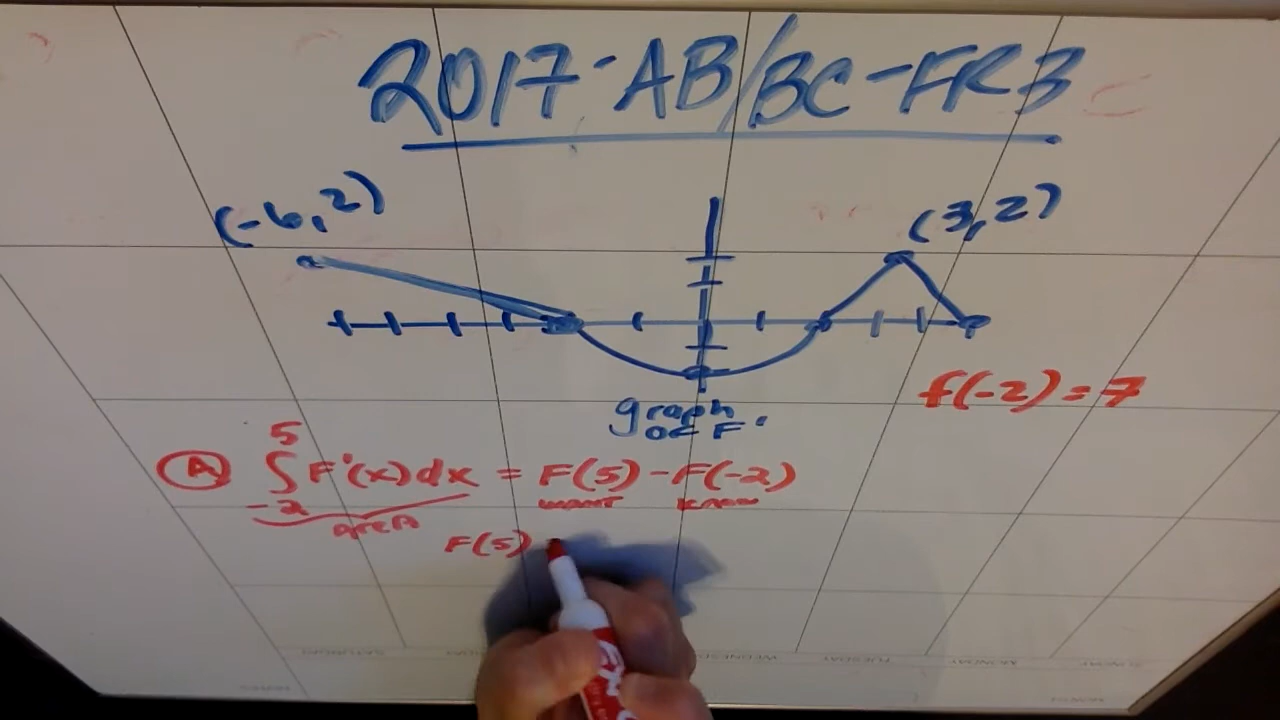 2017-AB/BC-FR3
(-6,2)
(3,2)
graph
OF F'
f(-2)=7
A ∫ F'(x)dx = F(5) - F(-2)
5
-2
area
want
know
F(5)